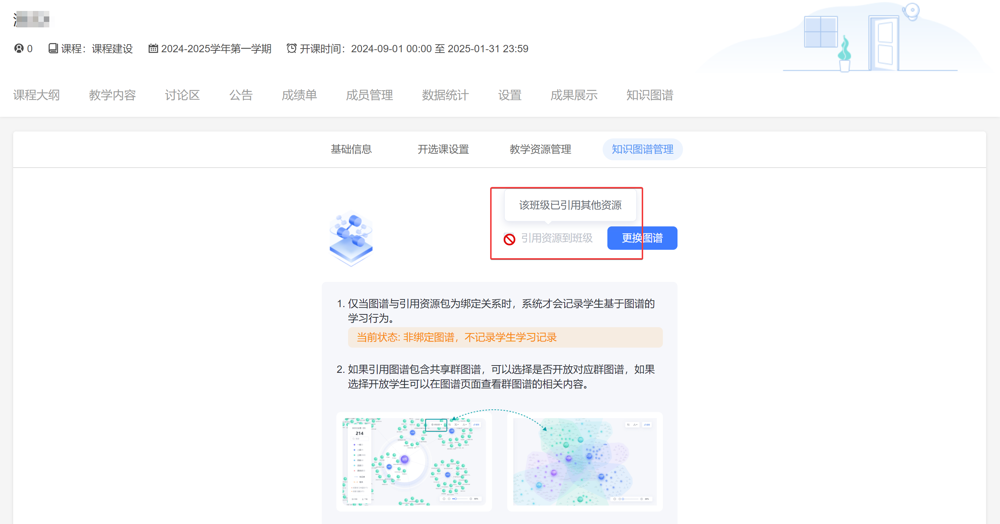 0 课程：课程建设 2024-2025学年第一学期 开课时间：2024-09-01 00:00 至 2025-01-31 23:59
课程大纲 教学内容 讨论区 公告 成绩单 成员管理 数据统计 设置 成果展示 知识图谱
基础信息 开选课设置 教学资源管理 知识图谱管理
该班级已引用其他资源
引用资源到班级 更换图谱
1. 仅当图谱与引用资源包为绑定关系时，系统才会记录学生基于图谱的
学习行为。
当前状态: 非绑定图谱，不记录学生学习记录
2. 如果引用图谱包含共享群图谱，可以选择是否开放对应群图谱，如果
选择开放学生可以在图谱页面查看群图谱的相关内容。
214